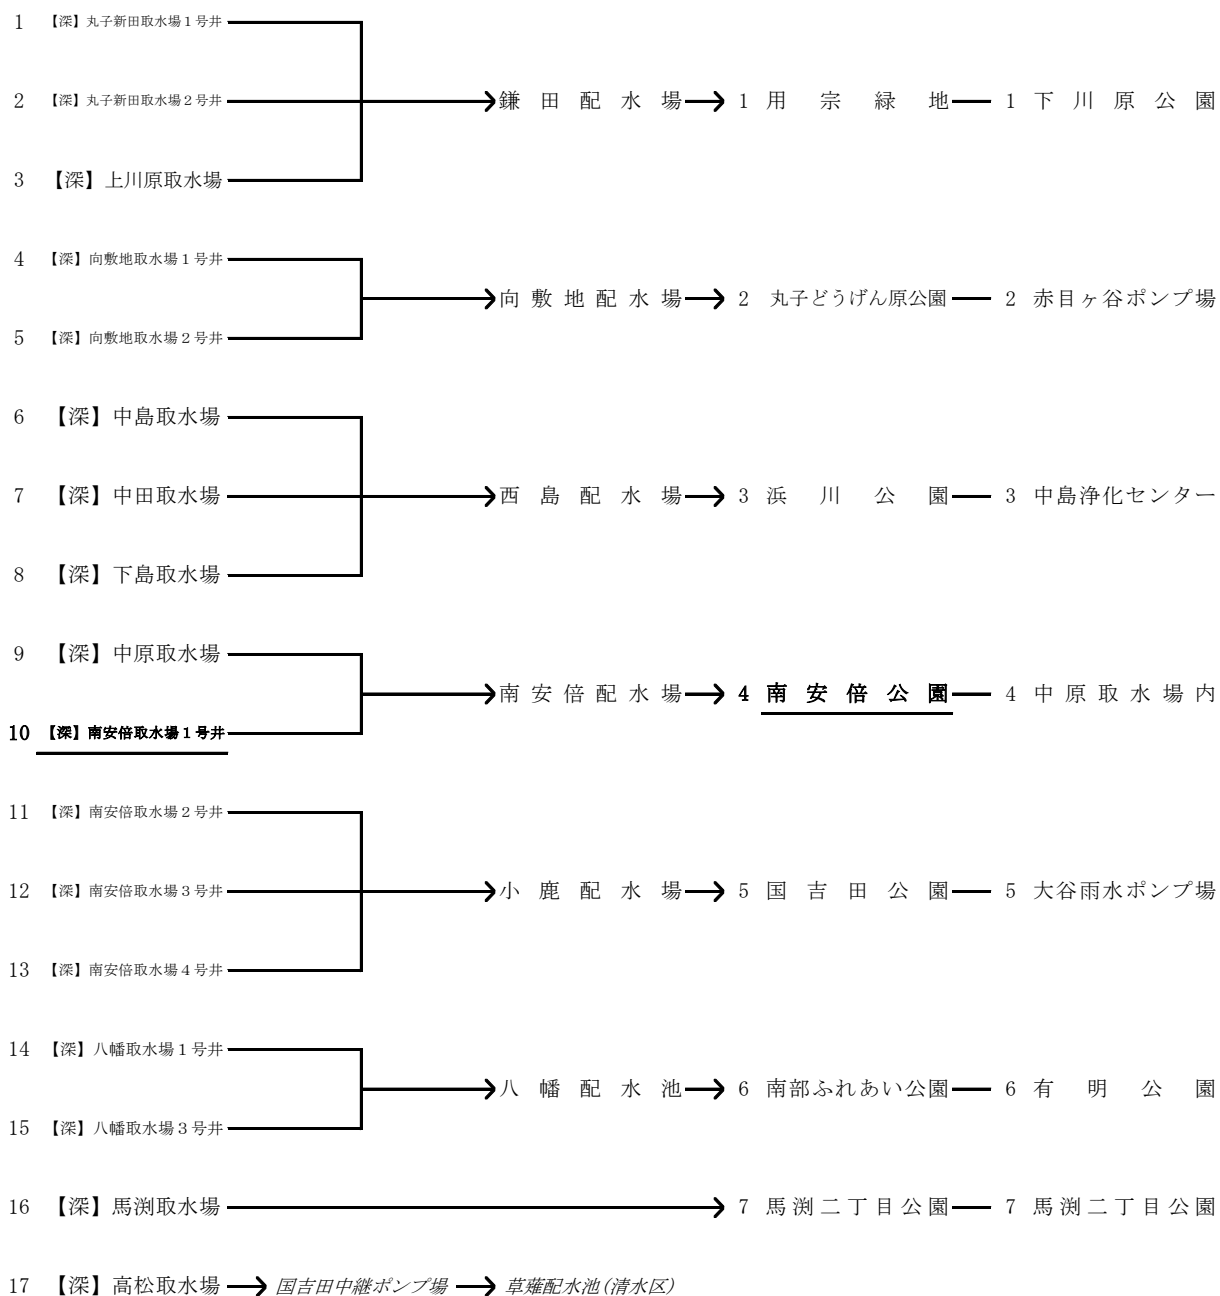 1 【深】丸子新田取水場１号井
2 【深】丸子新田取水場２号井 鎌田配水場 1 用宗緑地 1 下川原公園
3 【深】上川原取水場
4 【深】向敷地取水場１号井
向敷地配水場 2 丸子どうげん原公園 2 赤目ヶ谷ポンプ場
5 【深】向敷地取水場２号井
6 【深】中島取水場
7 【深】中田取水場 西島配水場 3 浜川公園 3 中島浄化センター
8 【深】下島取水場
9 【深】中原取水場
南安倍配水場 4 南安倍公園 4 中原取水場内
10 【深】南安倍取水場１号井
11 【深】南安倍取水場２号井
12 【深】南安倍取水場３号井 小鹿配水場 5 国吉田公園 5 大谷雨水ポンプ場
13 【深】南安倍取水場４号井
14 【深】八幡取水場１号井
八幡配水池 6 南部ふれあい公園 6 有明公園
15 【深】八幡取水場３号井
16 【深】馬渕取水場 7 馬渕二丁目公園 7 馬渕二丁目公園
17 【深】高松取水場 国吉田中継ポンプ場 草薙配水池(清水区)